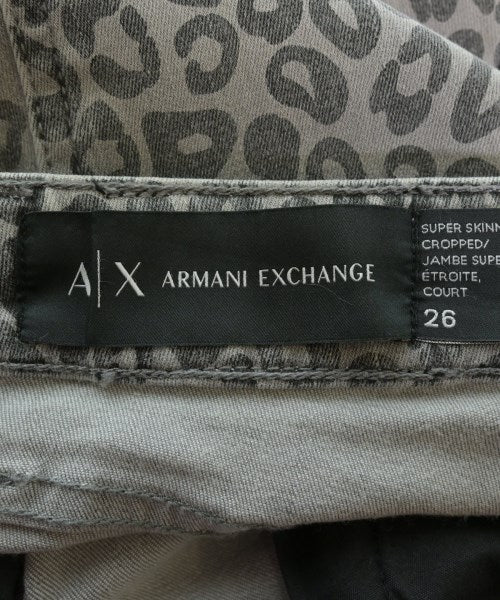 A|X ARMANI EXCHANGE
SUPER SKINN
CROPPED/
JAMBE SUPE
ÉTROITE,
COURT
26